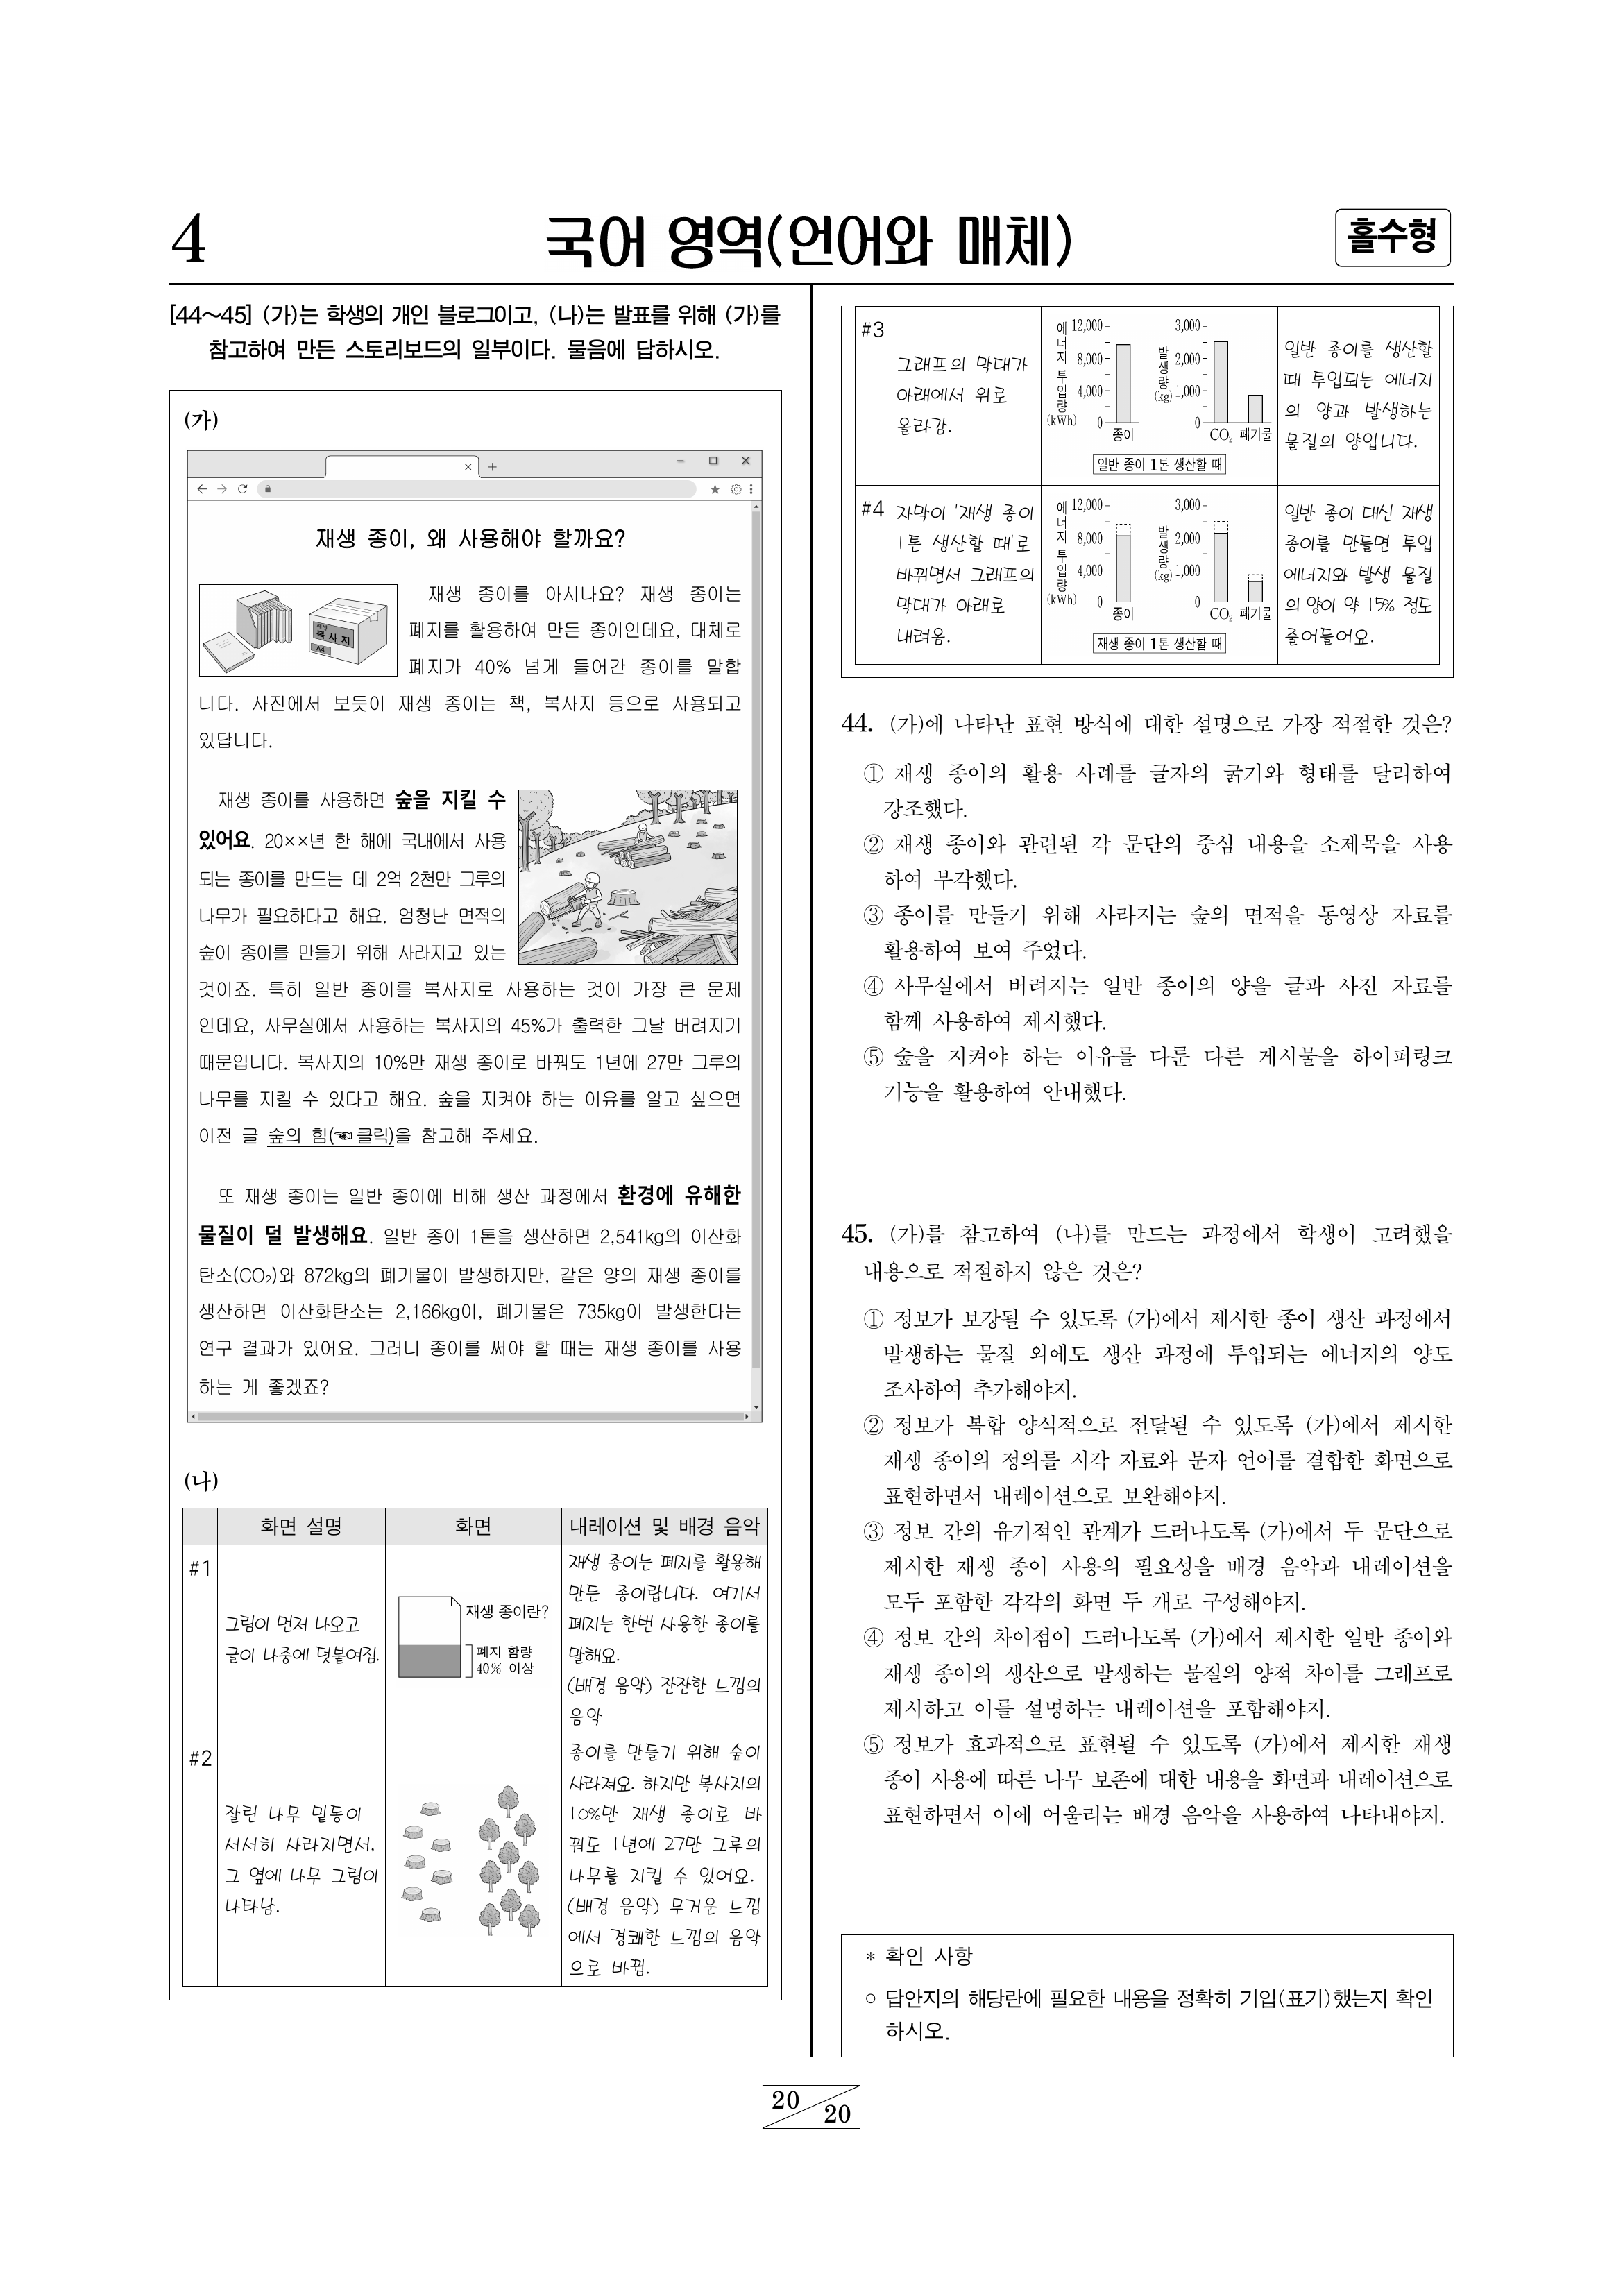 4
국어 영역(언어와 매체)
홀수형
[44～45] (가)는 학생의 개인 블로그이고, (나)는 발표를 위해 (가)를
참고하여 만든 스토리보드의 일부이다. 물음에 답하시오.
(가)
재생 종이, 왜 사용해야 할까요?
재생
복사지
A4
재생 종이를 아시나요? 재생 종이는
폐지를 활용하여 만든 종이인데요, 대체로
폐지가 40% 넘게 들어간 종이를 말합
니다. 사진에서 보듯이 재생 종이는 책, 복사지 등으로 사용되고
있답니다.
재생 종이를 사용하면 숲을 지킬 수
있어요. 20××년 한 해에 국내에서 사용
되는 종이를 만드는 데 2억 2천만 그루의
나무가 필요하다고 해요. 엄청난 면적의
숲이 종이를 만들기 위해 사라지고 있는
것이죠. 특히 일반 종이를 복사지로 사용하는 것이 가장 큰 문제
인데요, 사무실에서 사용하는 복사지의 45%가 출력한 그날 버려지기
때문입니다. 복사지의 10%만 재생 종이로 바꿔도 1년에 27만 그루의
나무를 지킬 수 있다고 해요. 숲을 지켜야 하는 이유를 알고 싶으면
이전 글 숲의 힘(☜클릭)을 참고해 주세요.
또 재생 종이는 일반 종이에 비해 생산 과정에서 환경에 유해한
물질이 덜 발생해요. 일반 종이 1톤을 생산하면 2,541kg의 이산화
탄소(CO₂)와 872kg의 폐기물이 발생하지만, 같은 양의 재생 종이를
생산하면 이산화탄소는 2,166kg이, 폐기물은 735kg이 발생한다는
연구 결과가 있어요. 그러니 종이를 써야 할 때는 재생 종이를 사용
하는 게 좋겠죠?
(나)
화면 설명
화면
내레이션 및 배경 음악
#1
그림이 먼저 나오고
글이 나중에 덧붙여짐.
재생 종이란?
폐지 함량
40% 이상
재생 종이는 폐지를 활용해
만든 종이랍니다. 여기서
폐지는 한번 사용한 종이를
말해요.
(배경 음악) 잔잔한 느낌의
음악
#2
잘린 나무 밑동이
서서히 사라지면서,
그 옆에 나무 그림이
나타남.
종이를 만들기 위해 숲이
사라져요. 하지만 복사지의
10%만 재생 종이로 바
꿔도 1년에 27만 그루의
나무를 지킬 수 있어요.
(배경 음악) 무거운 느낌
에서 경쾌한 느낌의 음악
으로 바뀜.
#3
그래프의 막대가
아래에서 위로
올라감.
에너지 투입량
(kWh)
12,000
8,000
4,000
0
종이
발생량
(kg)
3,000
2,000
1,000
0
CO₂ 폐기물
일반 종이 1톤 생산할 때
일반 종이를 생산할
때 투입되는 에너지
의 양과 발생하는
물질의 양입니다.
#4
자막이 '재생 종이
1톤 생산할 때'로
바뀌면서 그래프의
막대가 아래로
내려옴.
에너지 투입량
(kWh)
12,000
8,000
4,000
0
종이
발생량
(kg)
3,000
2,000
1,000
0
CO₂ 폐기물
재생 종이 1톤 생산할 때
일반 종이 대신 재생
종이를 만들면 투입
에너지와 발생 물질
의 양이 약 15% 정도
줄어들어요.
44. (가)에 나타난 표현 방식에 대한 설명으로 가장 적절한 것은?
① 재생 종이의 활용 사례를 글자의 굵기와 형태를 달리하여
강조했다.
② 재생 종이와 관련된 각 문단의 중심 내용을 소제목을 사용
하여 부각했다.
③ 종이를 만들기 위해 사라지는 숲의 면적을 동영상 자료를
활용하여 보여 주었다.
④ 사무실에서 버려지는 일반 종이의 양을 글과 사진 자료를
함께 사용하여 제시했다.
⑤ 숲을 지켜야 하는 이유를 다룬 다른 게시물을 하이퍼링크
기능을 활용하여 안내했다.
45. (가)를 참고하여 (나)를 만드는 과정에서 학생이 고려했을
내용으로 적절하지 않은 것은?
① 정보가 보강될 수 있도록 (가)에서 제시한 종이 생산 과정에서
발생하는 물질 외에도 생산 과정에 투입되는 에너지의 양도
조사하여 추가해야지.
② 정보가 복합 양식적으로 전달될 수 있도록 (가)에서 제시한
재생 종이의 정의를 시각 자료와 문자 언어를 결합한 화면으로
표현하면서 내레이션으로 보완해야지.
③ 정보 간의 유기적인 관계가 드러나도록 (가)에서 두 문단으로
제시한 재생 종이 사용의 필요성을 배경 음악과 내레이션을
모두 포함한 각각의 화면 두 개로 구성해야지.
④ 정보 간의 차이점이 드러나도록 (가)에서 제시한 일반 종이와
재생 종이의 생산으로 발생하는 물질의 양적 차이를 그래프로
제시하고 이를 설명하는 내레이션을 포함해야지.
⑤ 정보가 효과적으로 표현될 수 있도록 (가)에서 제시한 재생
종이 사용에 따른 나무 보존에 대한 내용을 화면과 내레이션으로
표현하면서 이에 어울리는 배경 음악을 사용하여 나타내야지.
* 확인 사항
○ 답안지의 해당란에 필요한 내용을 정확히 기입(표기)했는지 확인
하시오.
20
20